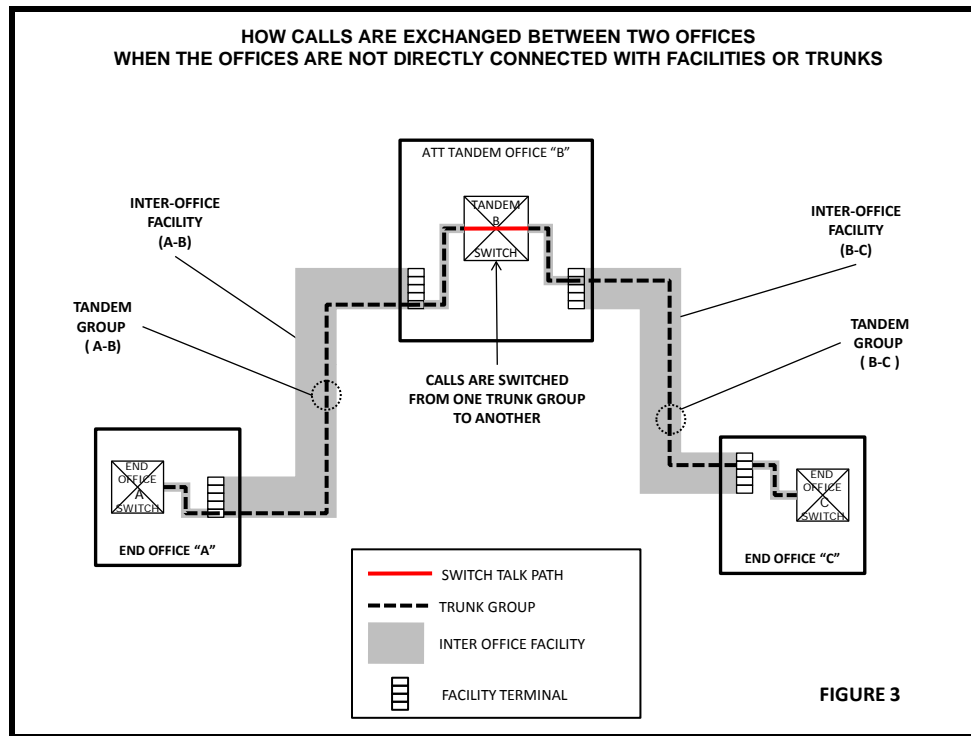 HOW CALLS ARE EXCHANGED BETWEEN TWO OFFICES
WHEN THE OFFICES ARE NOT DIRECTLY CONNECTED WITH FACILITIES OR TRUNKS
ATT TANDEM OFFICE “B”
TANDEM
B
SWITCH
INTER-OFFICE
FACILITY
(A-B)
INTER-OFFICE
FACILITY
(B-C)
TANDEM
GROUP
( A-B)
TANDEM
GROUP
( B-C )
CALLS ARE SWITCHED
FROM ONE TRUNK GROUP
TO ANOTHER
END
OFFICE
A
SWITCH
END OFFICE “A”
END
OFFICE
C
SWITCH
END OFFICE “C”
SWITCH TALK PATH
TRUNK GROUP
INTER OFFICE FACILITY
FACILITY TERMINAL
FIGURE 3